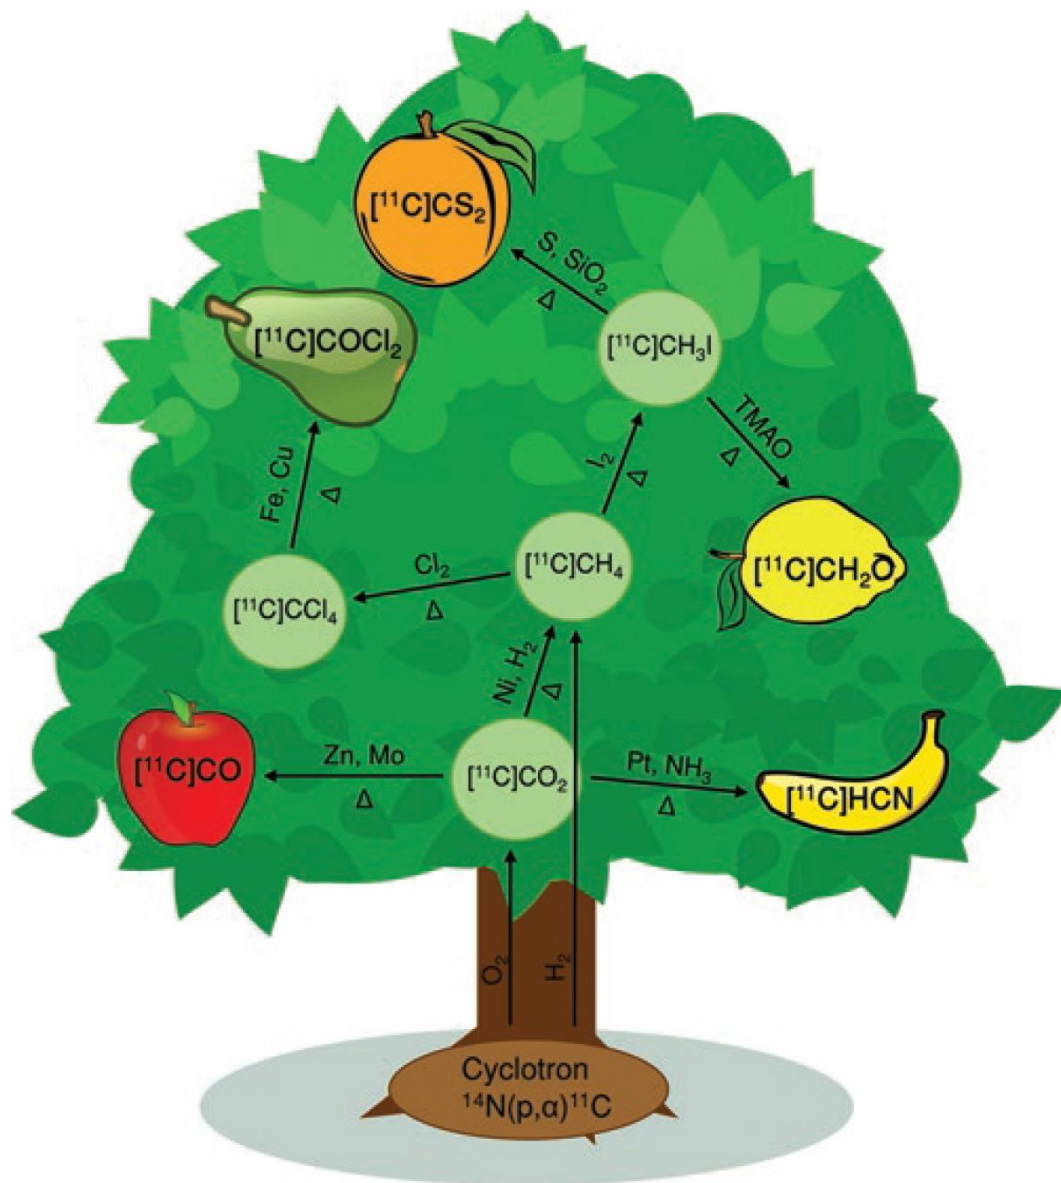 [¹¹C]CS₂
S, SiO₂
Δ
[¹¹C]COCl₂
[¹¹C]CH₃I
Fe, Cu
Δ
I₂
Δ
TMAO
Δ
[¹¹C]CCl₄
Cl₂
Δ
[¹¹C]CH₄
[¹¹C]CH₂O
Ni, H₂
Δ
[¹¹C]CO
Zn, Mo
Δ
[¹¹C]CO₂
Pt, NH₃
Δ
[¹¹C]HCN
O₂
H₂
Cyclotron
¹⁴N(p,α)¹¹C